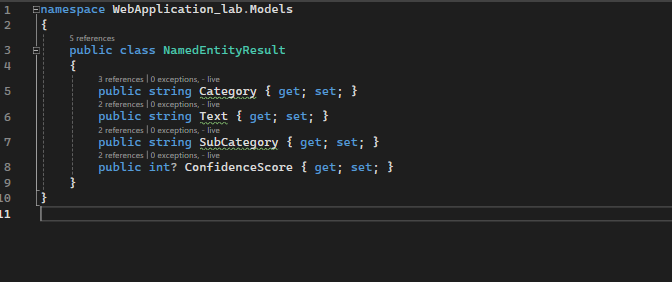 1 namespace WebApplication_lab.Models
2 {
5 references
3 public class NamedEntityResult
4 {
3 references | 0 exceptions, - live
5 public string Category { get; set; }
2 references | 0 exceptions, - live
6 public string Text { get; set; }
2 references | 0 exceptions, - live
7 public string SubCategory { get; set; }
2 references | 0 exceptions, - live
8 public int? ConfidenceScore { get; set; }
9 }
10 }
11